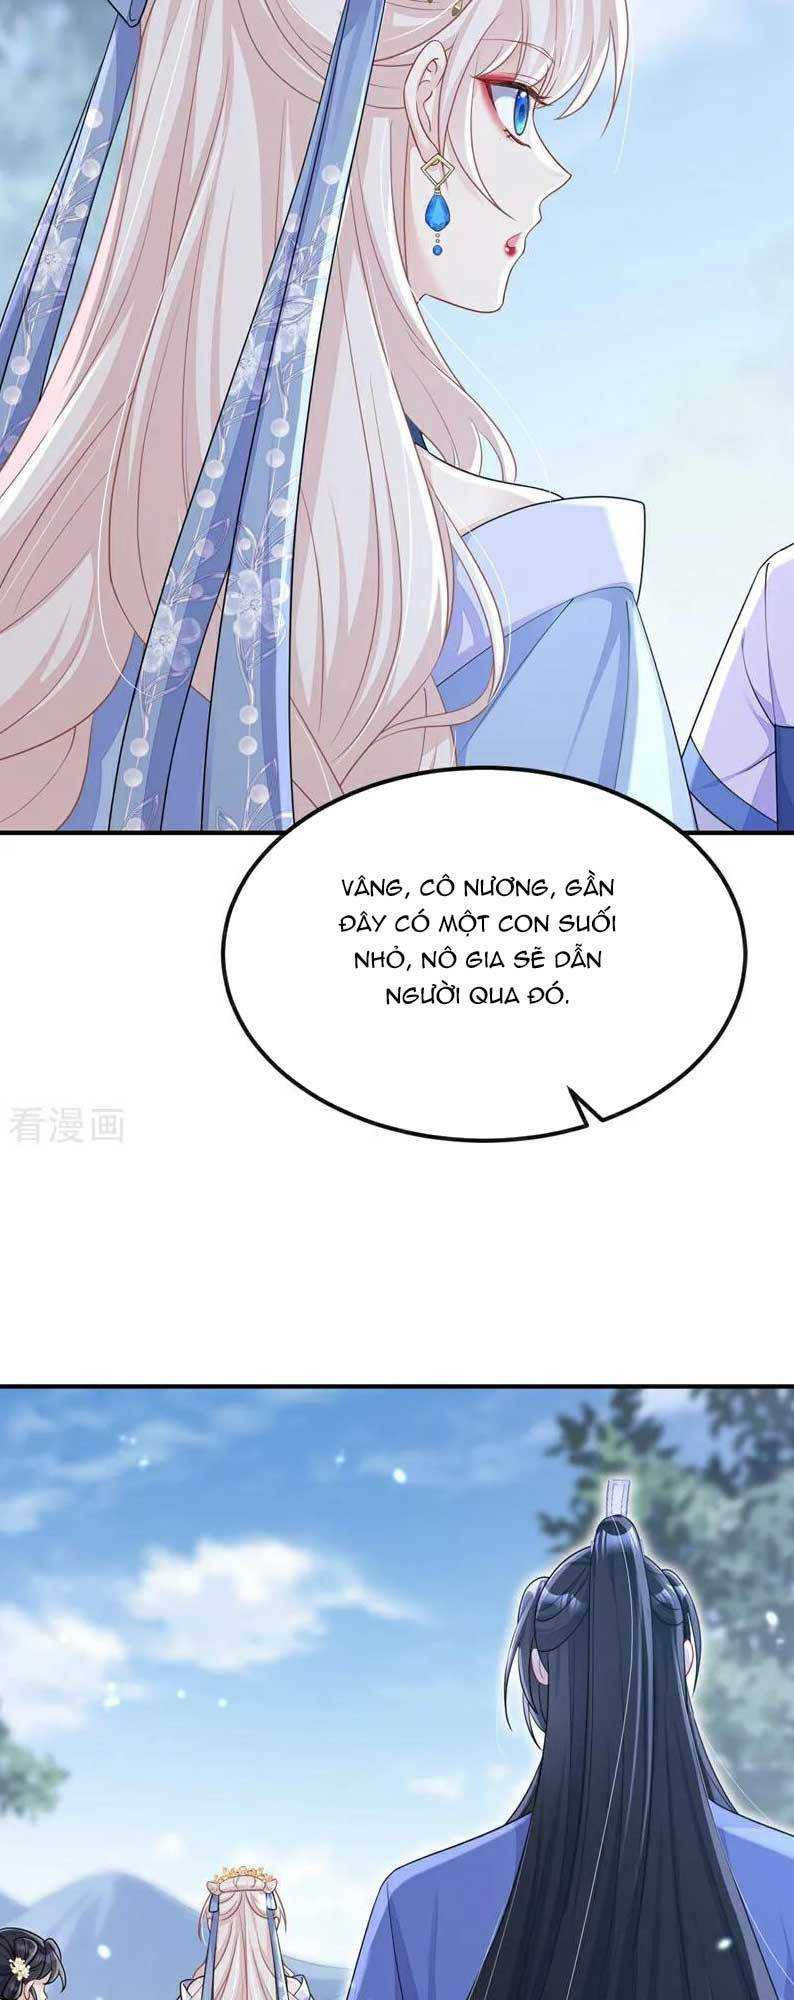 VÂNG, CÔ NƯƠNG, GẦN
ĐÂY CÓ MỘT CON SUỐI
NHỎ, NÔ GIA SẼ DẪN
NGƯỜI QUA ĐÓ.
看漫画